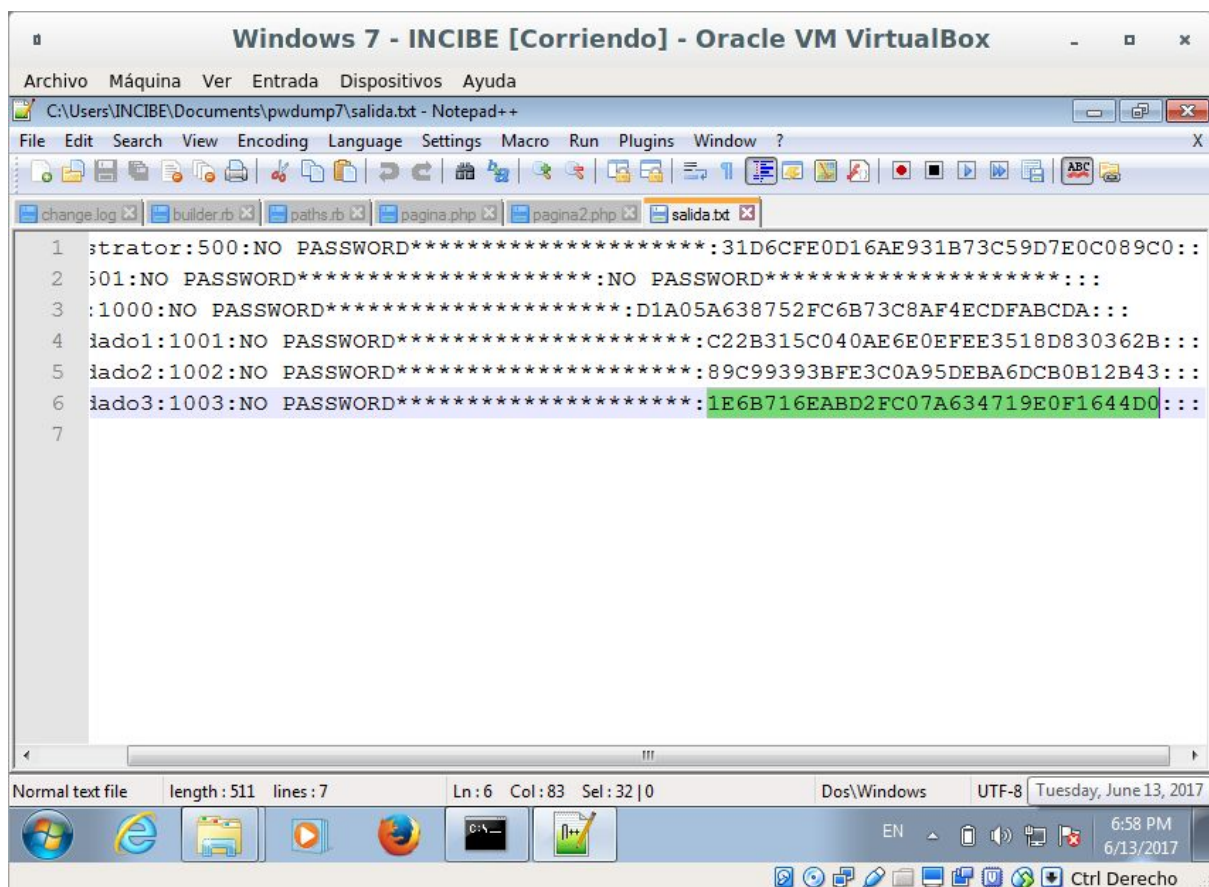 Windows 7 - INCIBE [Corriendo] - Oracle VM VirtualBox
Archivo Máquina Ver Entrada Dispositivos Ayuda
C:\Users\INCIBE\Documents\pwdump7\salida.txt - Notepad++
File Edit Search View Encoding Language Settings Macro Run Plugins Window ? X
ABC
change.log builder.rb paths.rb pagina.php pagina2.php salida.txt
1 strator:500:NO PASSWORD*********************:31D6CFE0D16AE931B73C59D7E0C089C0::
2 501:NO PASSWORD*********************:NO PASSWORD*********************:::
3 :1000:NO PASSWORD*********************:D1A05A638752FC6B73C8AF4ECDFABCDA:::
4 dado1:1001:NO PASSWORD*********************:C22B315C040AE6E0EFEE3518D830362B:::
5 dado2:1002:NO PASSWORD*********************:89C99393BFE3C0A95DEBA6DCB0B12B43:::
6 dado3:1003:NO PASSWORD*********************:1E6B716EABD2FC07A634719E0F1644D0:::
7
Normal text file length : 511 lines : 7 Ln : 6 Col : 83 Sel : 32 | 0 Dos\Windows UTF-8 Tuesday, June 13, 2017
EN 6:58 PM
6/13/2017
Ctrl Derecho